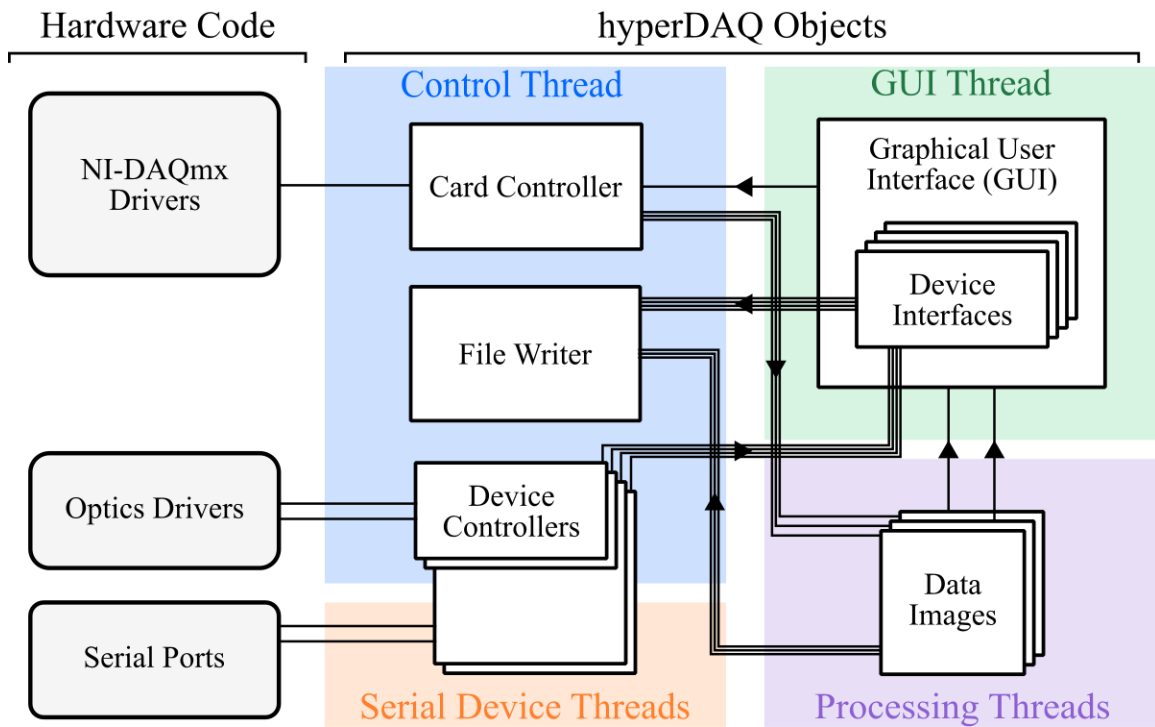 Hardware Code
hyperDAQ Objects
Control Thread
GUI Thread
NI-DAQmx
Drivers
Card Controller
Graphical User
Interface (GUI)
Device
Interfaces
File Writer
Optics Drivers
Device
Controllers
Data
Images
Serial Ports
Serial Device Threads
Processing Threads